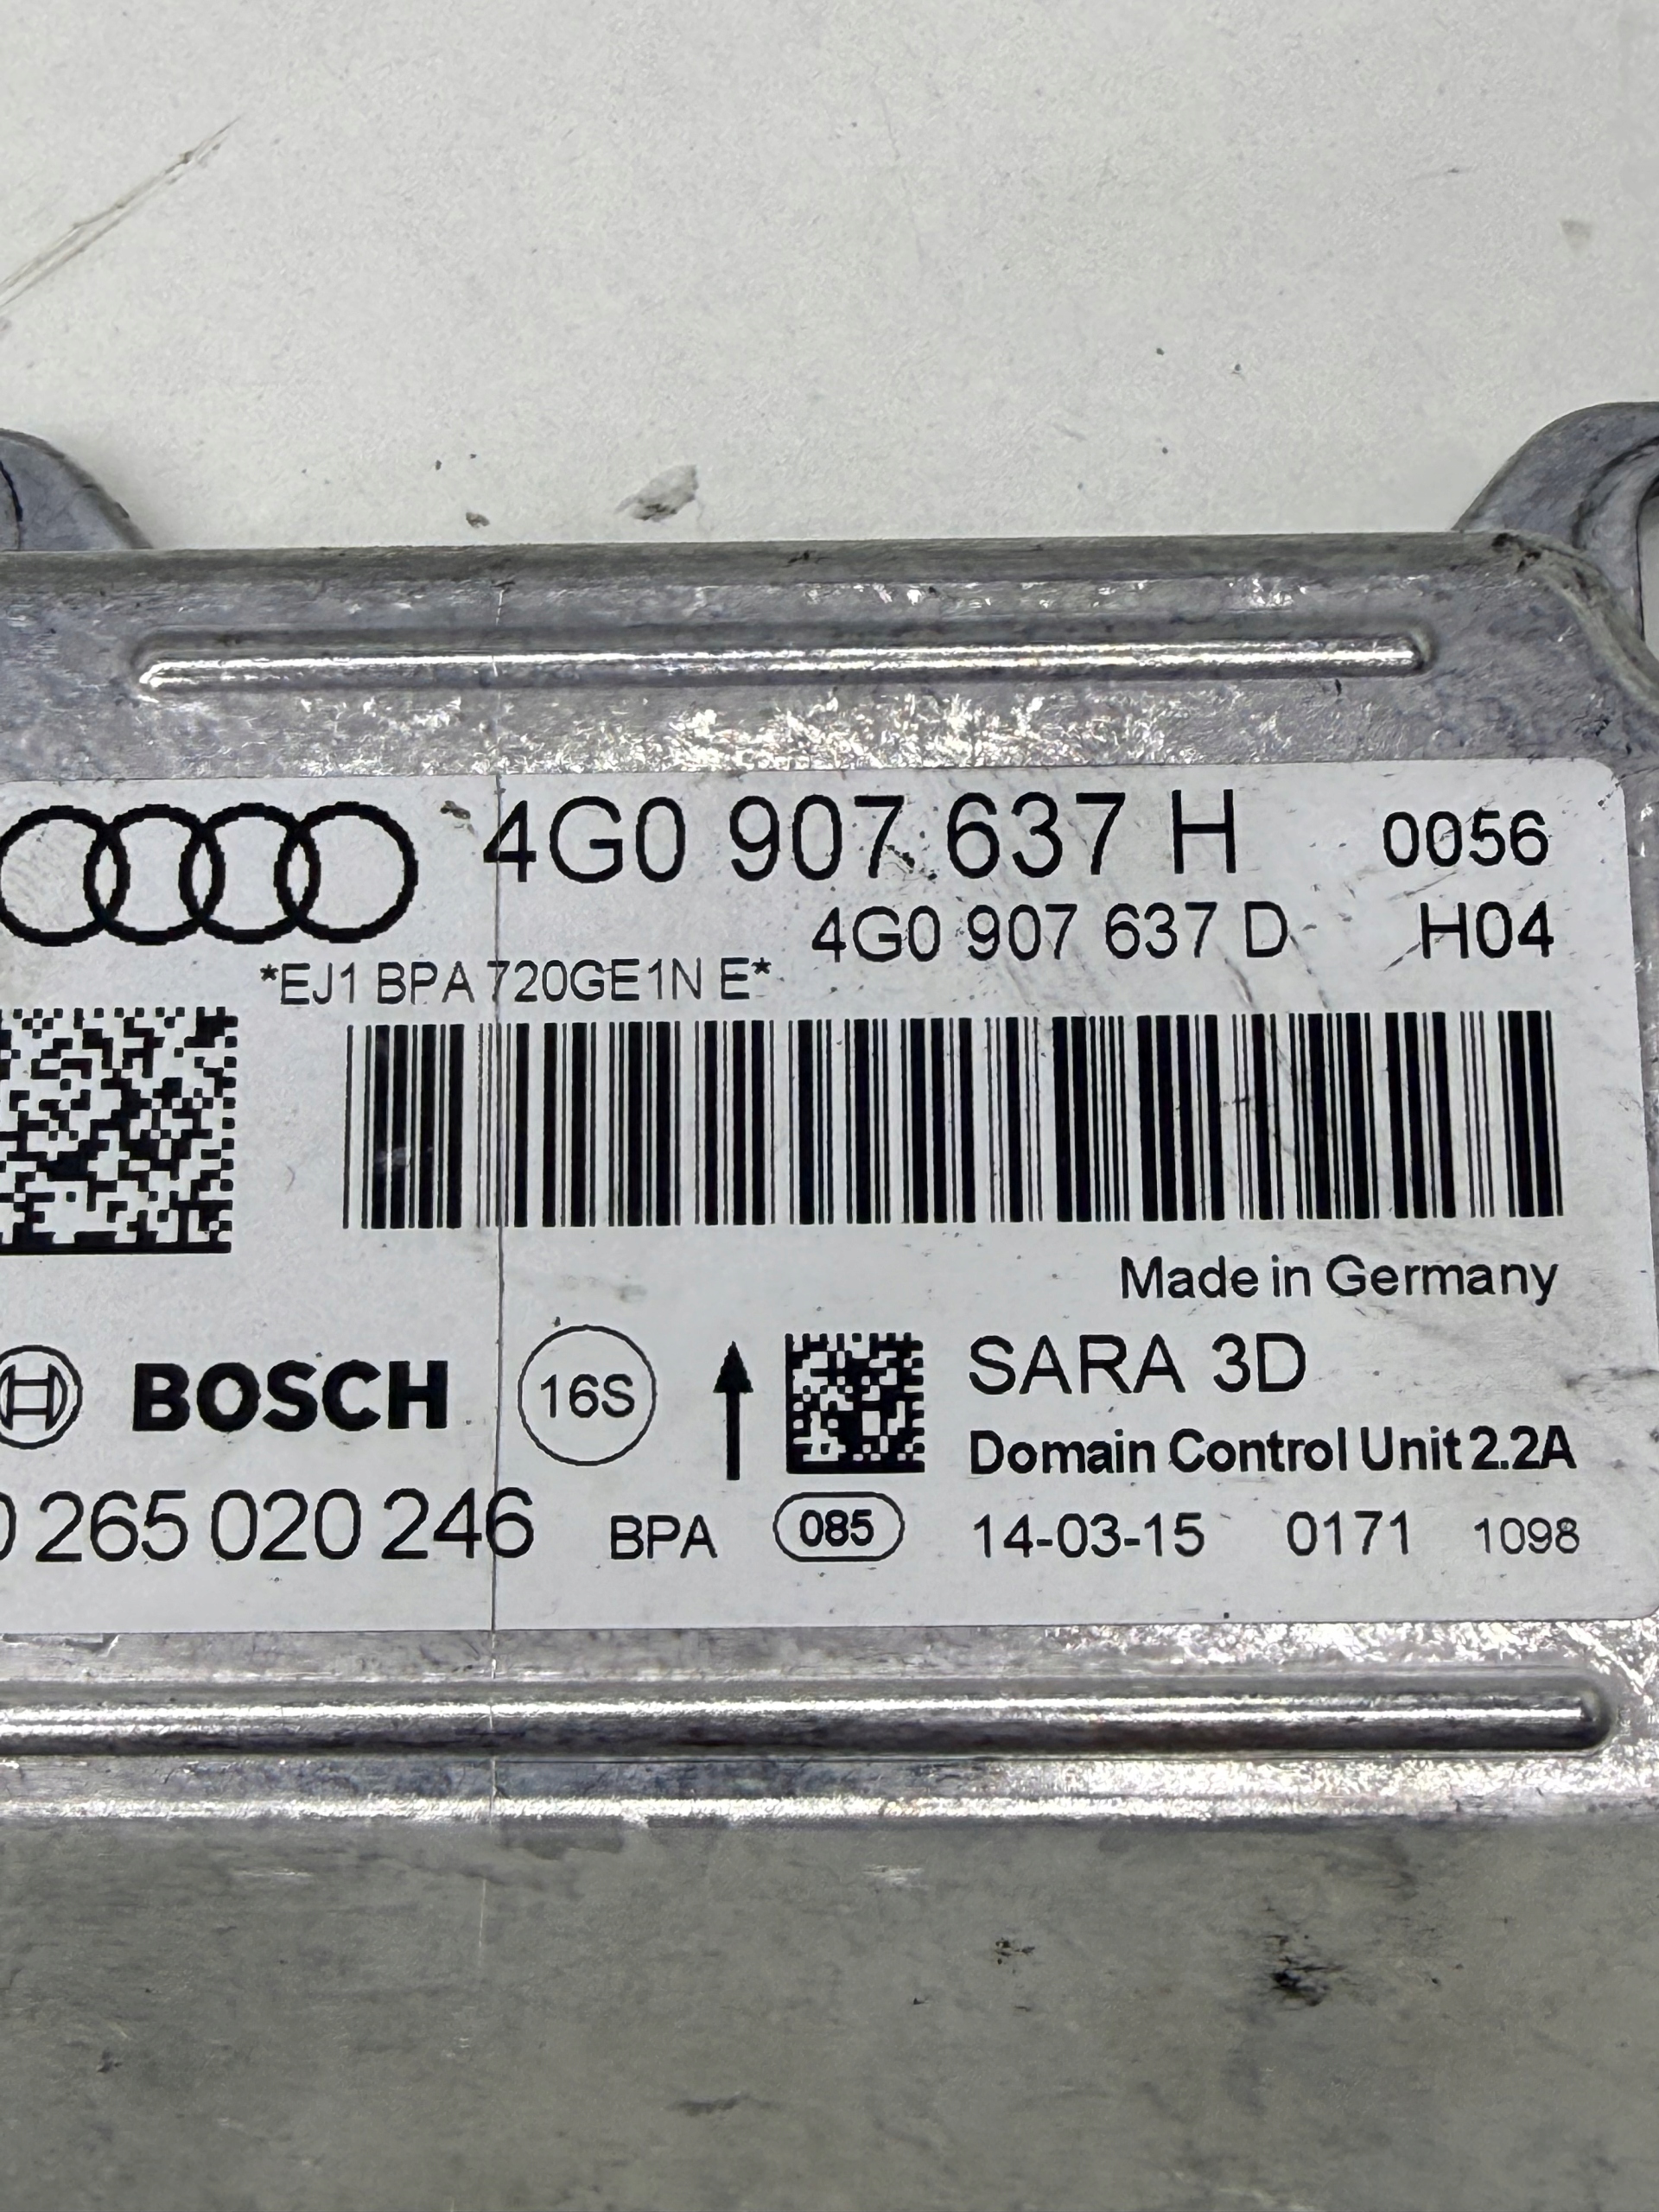 4G0 907 637 H 0056
4G0 907 637 D H04
*EJ1 BPA 720GE1N E*
Made in Germany
BOSCH 16S SARA 3D
Domain Control Unit 2.2A
0 265 020 246 BPA 085 14-03-15 0171 1098